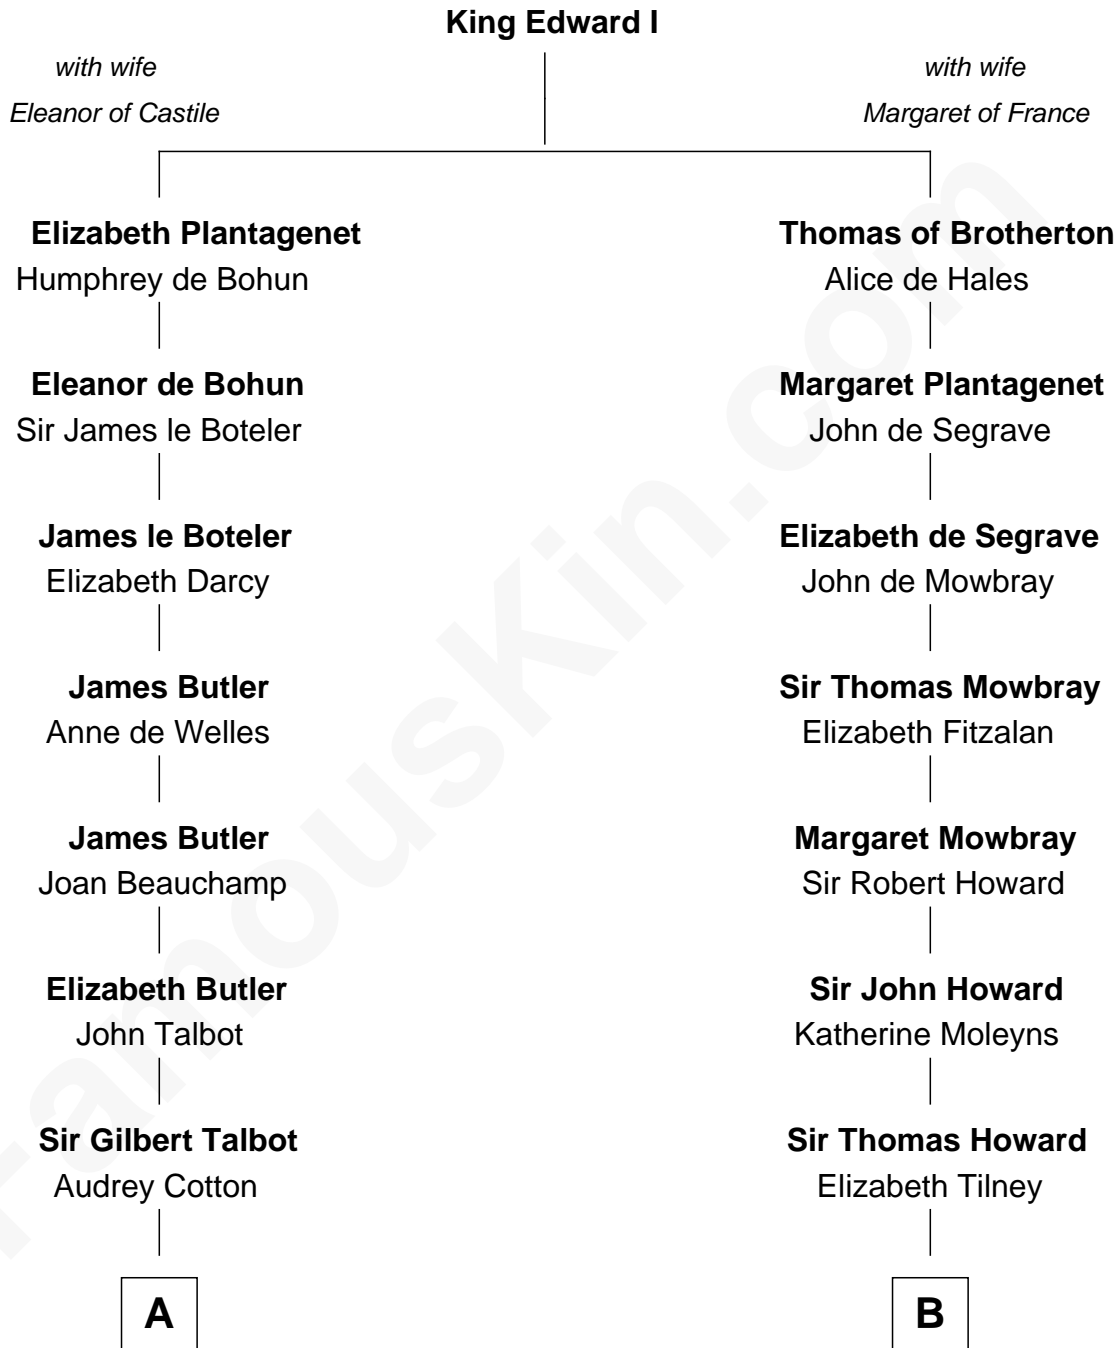 King Edward I
with wife
Eleanor of Castile
with wife
Margaret of France
Elizabeth Plantagenet
Humphrey de Bohun
Thomas of Brotherton
Alice de Hales
Eleanor de Bohun
Sir James le Boteler
Margaret Plantagenet
John de Segrave
James le Boteler
Elizabeth Darcy
Elizabeth de Segrave
John de Mowbray
James Butler
Anne de Welles
Sir Thomas Mowbray
Elizabeth Fitzalan
James Butler
Joan Beauchamp
Margaret Mowbray
Sir Robert Howard
Elizabeth Butler
John Talbot
Sir John Howard
Katherine Moleyns
Sir Gilbert Talbot
Audrey Cotton
Sir Thomas Howard
Elizabeth Tilney
A
B
FamousKin.com